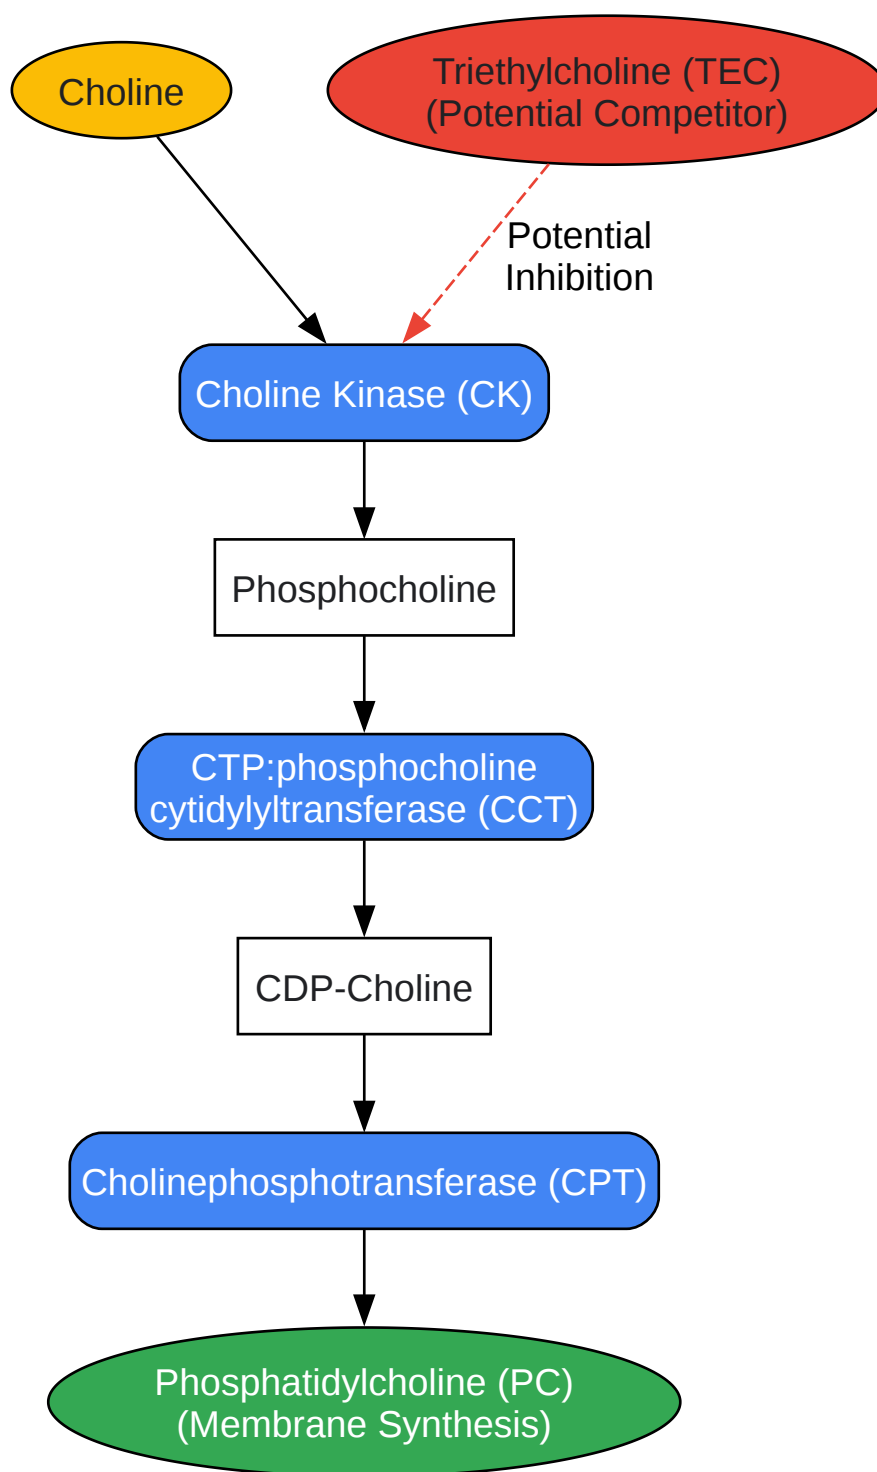 Choline
Triethylcholine (TEC)
(Potential Competitor)
Potential
Inhibition
Choline Kinase (CK)
Phosphocholine
CTP:phosphocholine
cytidylyltransferase (CCT)
CDP-Choline
Cholinephosphotransferase (CPT)
Phosphatidylcholine (PC)
(Membrane Synthesis)